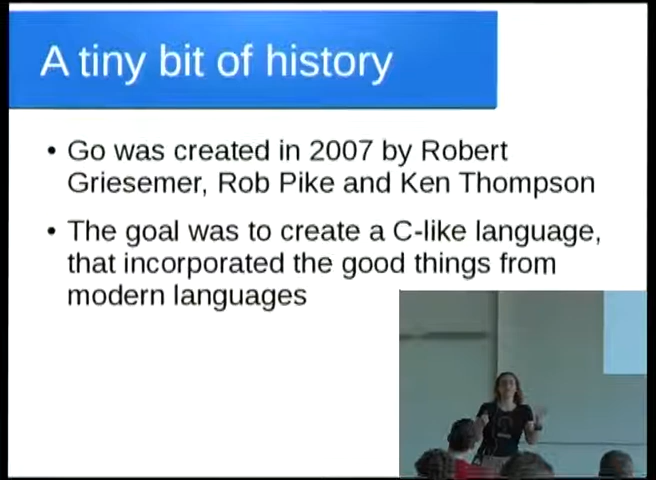 A tiny bit of history
• Go was created in 2007 by Robert
Griesemer, Rob Pike and Ken Thompson
• The goal was to create a C-like language,
that incorporated the good things from
modern languages